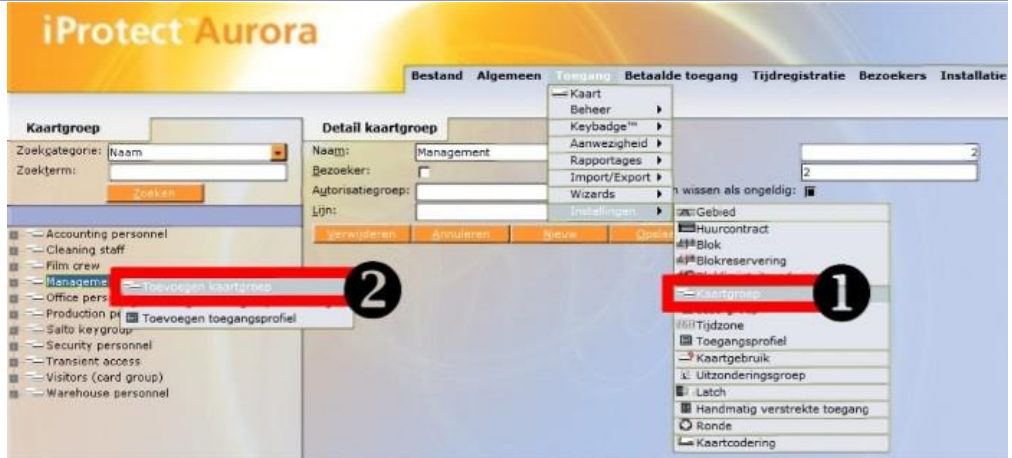 iProtect™Aurora
Bestand Algemeen Toegang Betaalde toegang Tijdregistratie Bezoekers Installatie
Kaart
Beheer
Keybadge™
Aanwezigheid
Rapportages
Import/Export
Wizards
Instellingen
Kaartgroep
Zoekcategorie: Naam
Zoekterm:
Zoeken
Detail kaartgroep
Naam: Management 2
Bezoeker: 2
Autorisatiegroep: n wissen als ongeldig:
Lijn:
Verwijderen Annuleren Nieuw Opslaa
Gebied
Huurcontract
Blok
Blokreservering
Kaartgroep
1
Tijdzone
Toegangsprofiel
Kaartgebruik
Uitzonderingsgroep
Latch
Handmatig verstrekte toegang
Ronde
Kaartcodering
Accounting personnel
Cleaning staff
Film crew
Manageme
Office pers
Production p
Salto keygroup
Security personnel
Transient access
Visitors (card group)
Warehouse personnel
Toevoegen kaartgroep
2
Toevoegen toegangsprofiel